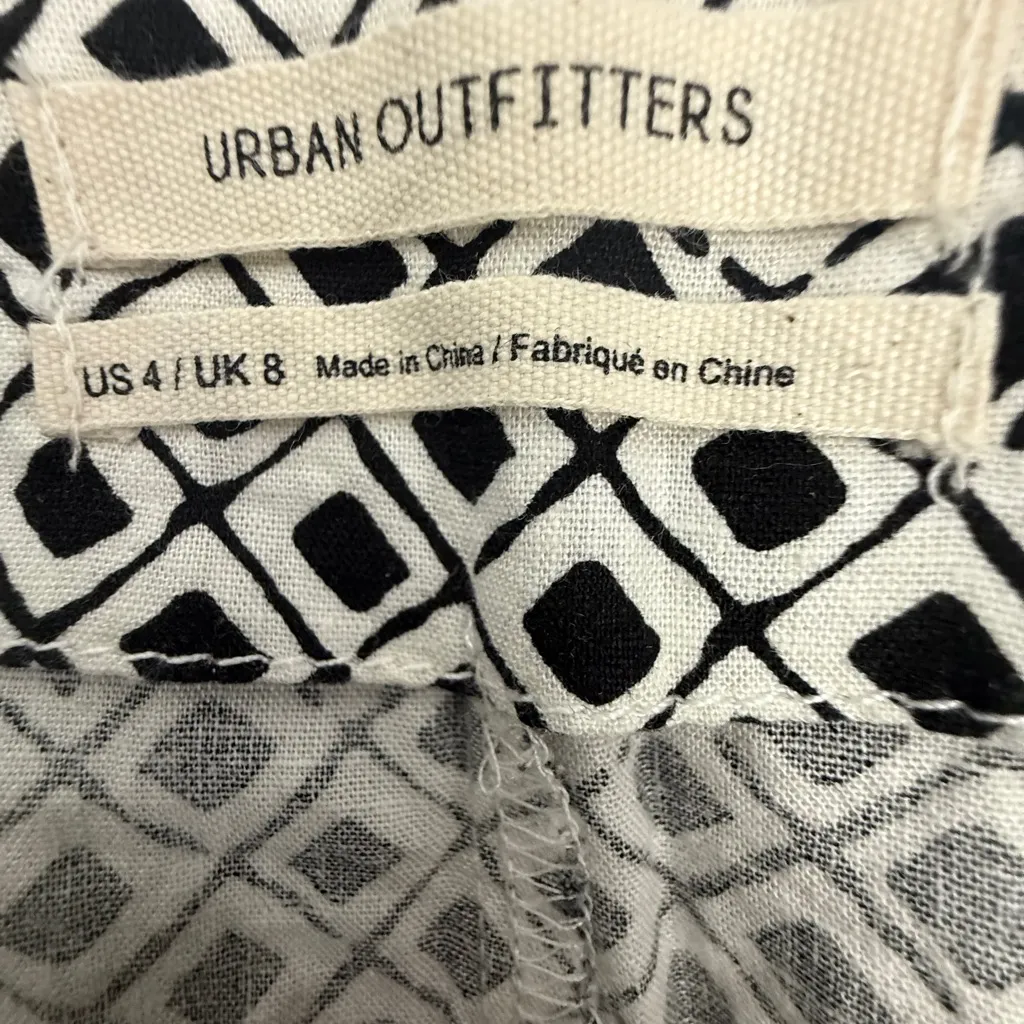 URBAN OUTFITTERS
US 4 / UK 8 Made in China / Fabriqué en Chine